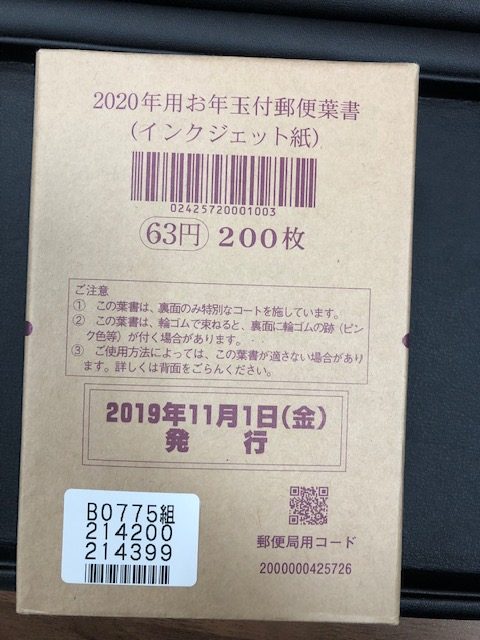 2020年用お年玉付郵便葉書
(インクジェット紙)
02425720001003
63円 200枚
ご注意
① この葉書は、裏面のみ特別なコートを施しています。
② この葉書は、輪ゴムで束ねると、裏面に輪ゴムの跡（ピン
ク色等）が付く場合があります。
③ ご使用方法によっては、この葉書が適さない場合があり
ます。詳しくは背面をごらんください。
2019年11月1日(金)
発 行
B0775組
214200
214399
郵便局用コード
2000000425726